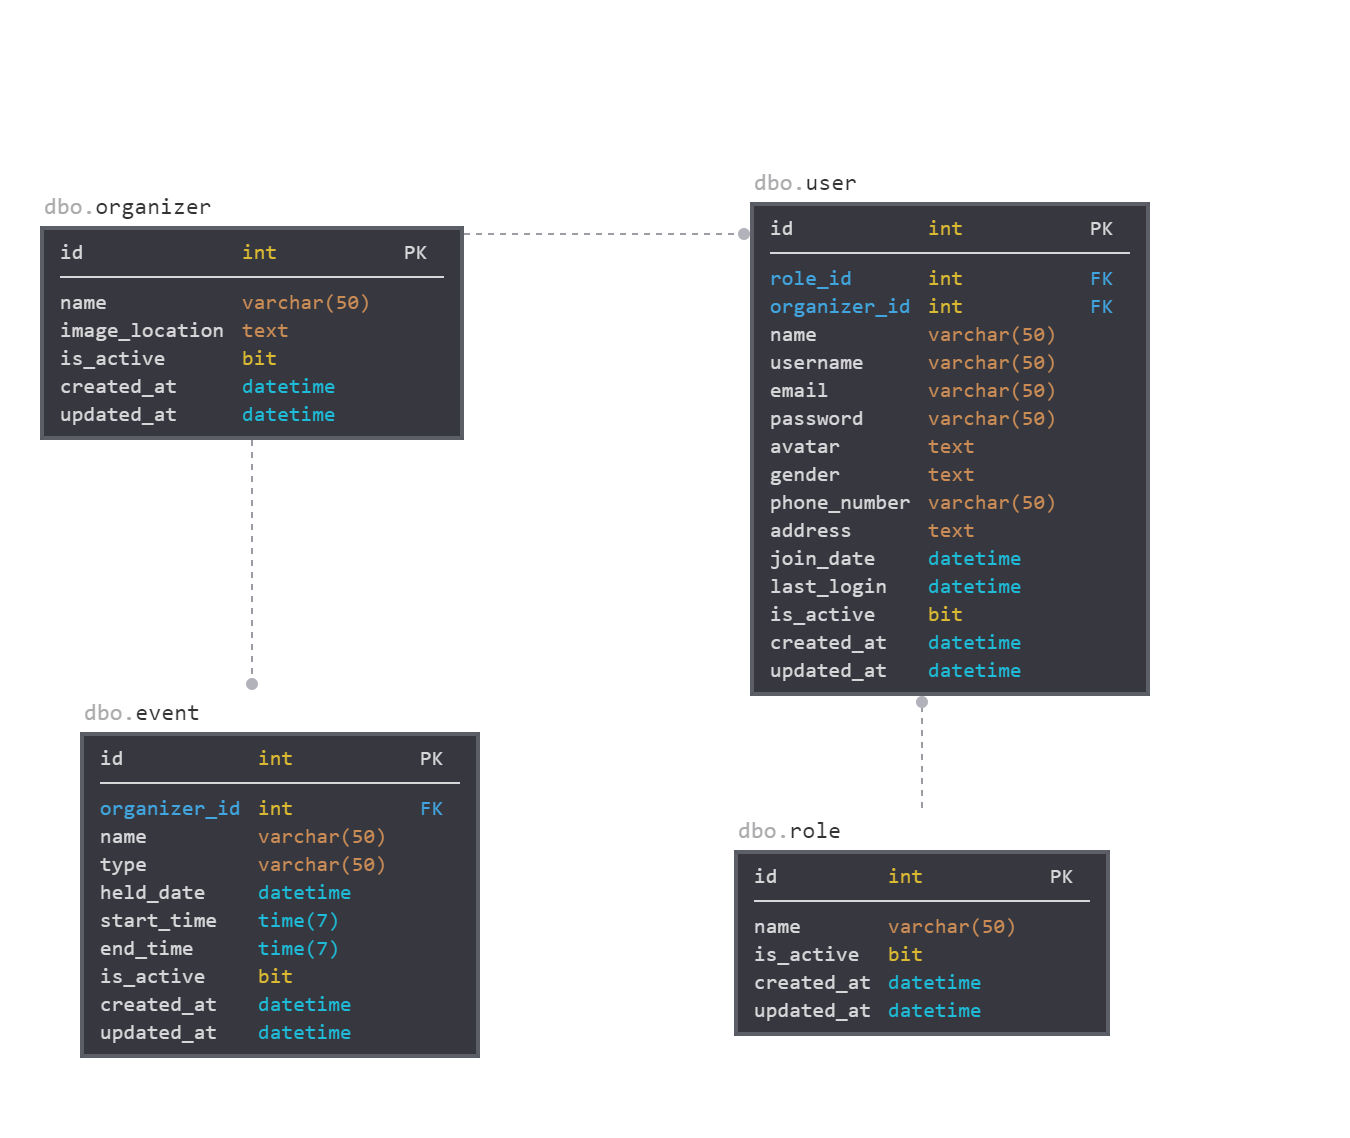 dbo.organizer
id int PK
name varchar(50)
image_location text
is_active bit
created_at datetime
updated_at datetime
dbo.user
id int PK
role_id int FK
organizer_id int FK
name varchar(50)
username varchar(50)
email varchar(50)
password varchar(50)
avatar text
gender text
phone_number varchar(50)
address text
join_date datetime
last_login datetime
is_active bit
created_at datetime
updated_at datetime
dbo.event
id int PK
organizer_id int FK
name varchar(50)
type varchar(50)
held_date datetime
start_time time(7)
end_time time(7)
is_active bit
created_at datetime
updated_at datetime
dbo.role
id int PK
name varchar(50)
is_active bit
created_at datetime
updated_at datetime